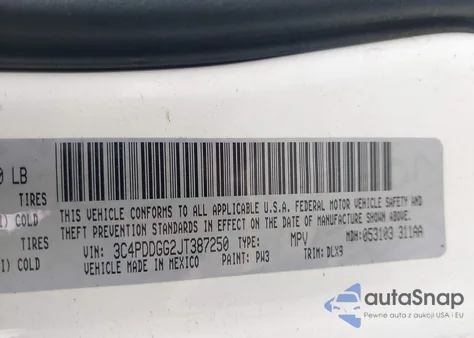 0 LB
TIRES
I) COLD
TIRES
I) COLD
THIS VEHICLE CONFORMS TO ALL APPLICABLE U.S.A. FEDERAL MOTOR VEHICLE SAFETY AND
THEFT PREVENTION STANDARDS IN EFFECT ON THE DATE OF MANUFACTURE SHOWN ABOVE.
VIN: 3C4PDDGG2JT387250 TYPE: MPV MDH: 053103 311AA
VEHICLE MADE IN MEXICO PAINT: PW3 TRIM: DLX9
autoSnap
Pewne auta z aukcji USA i EU